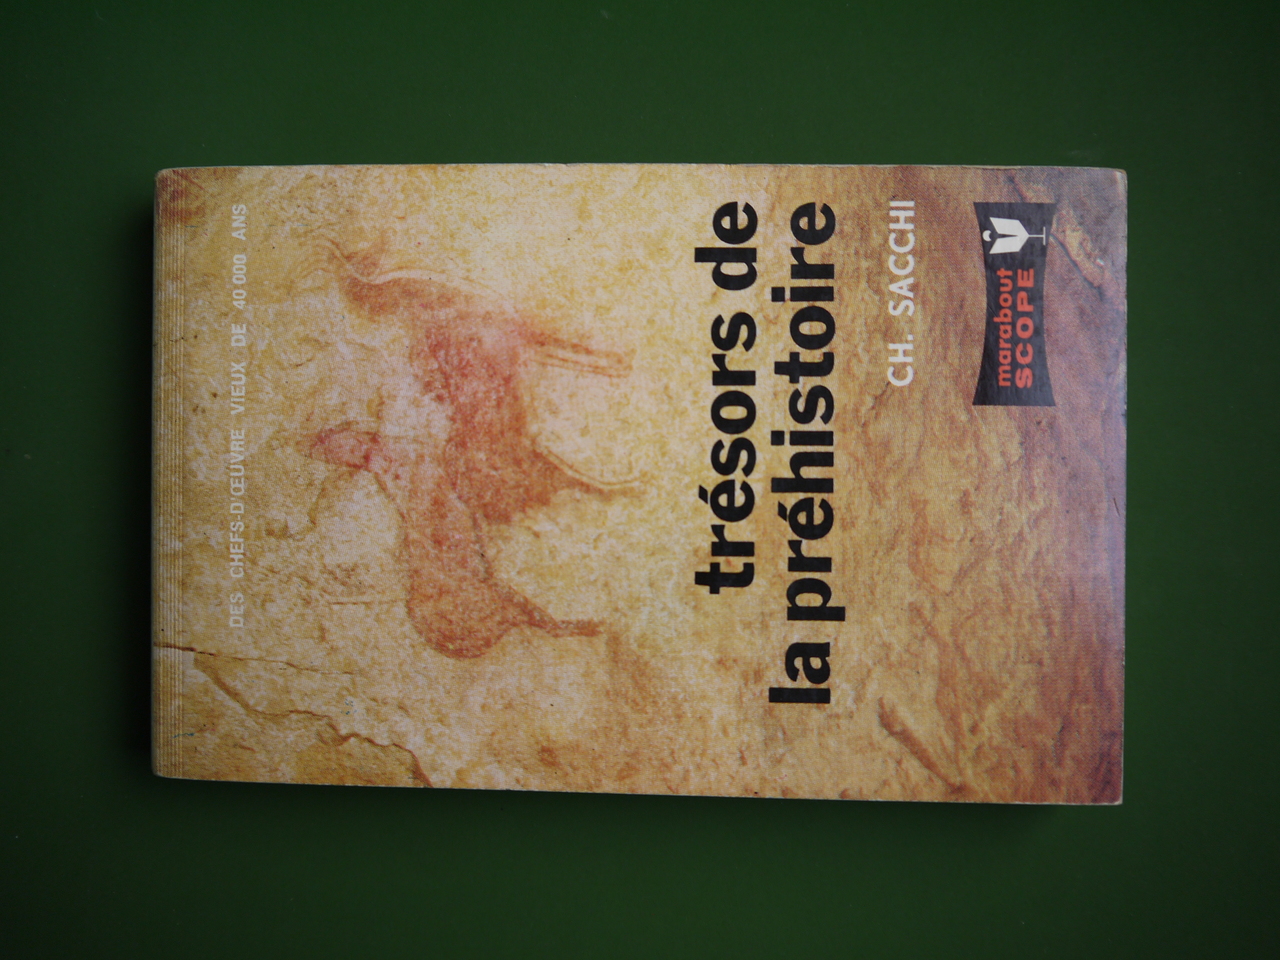 marabout
SCOPE
CH. SACCHI
trésors de
la préhistoire
DES CHEFS-D'ŒUVRE VIEUX DE 40 000 ANS